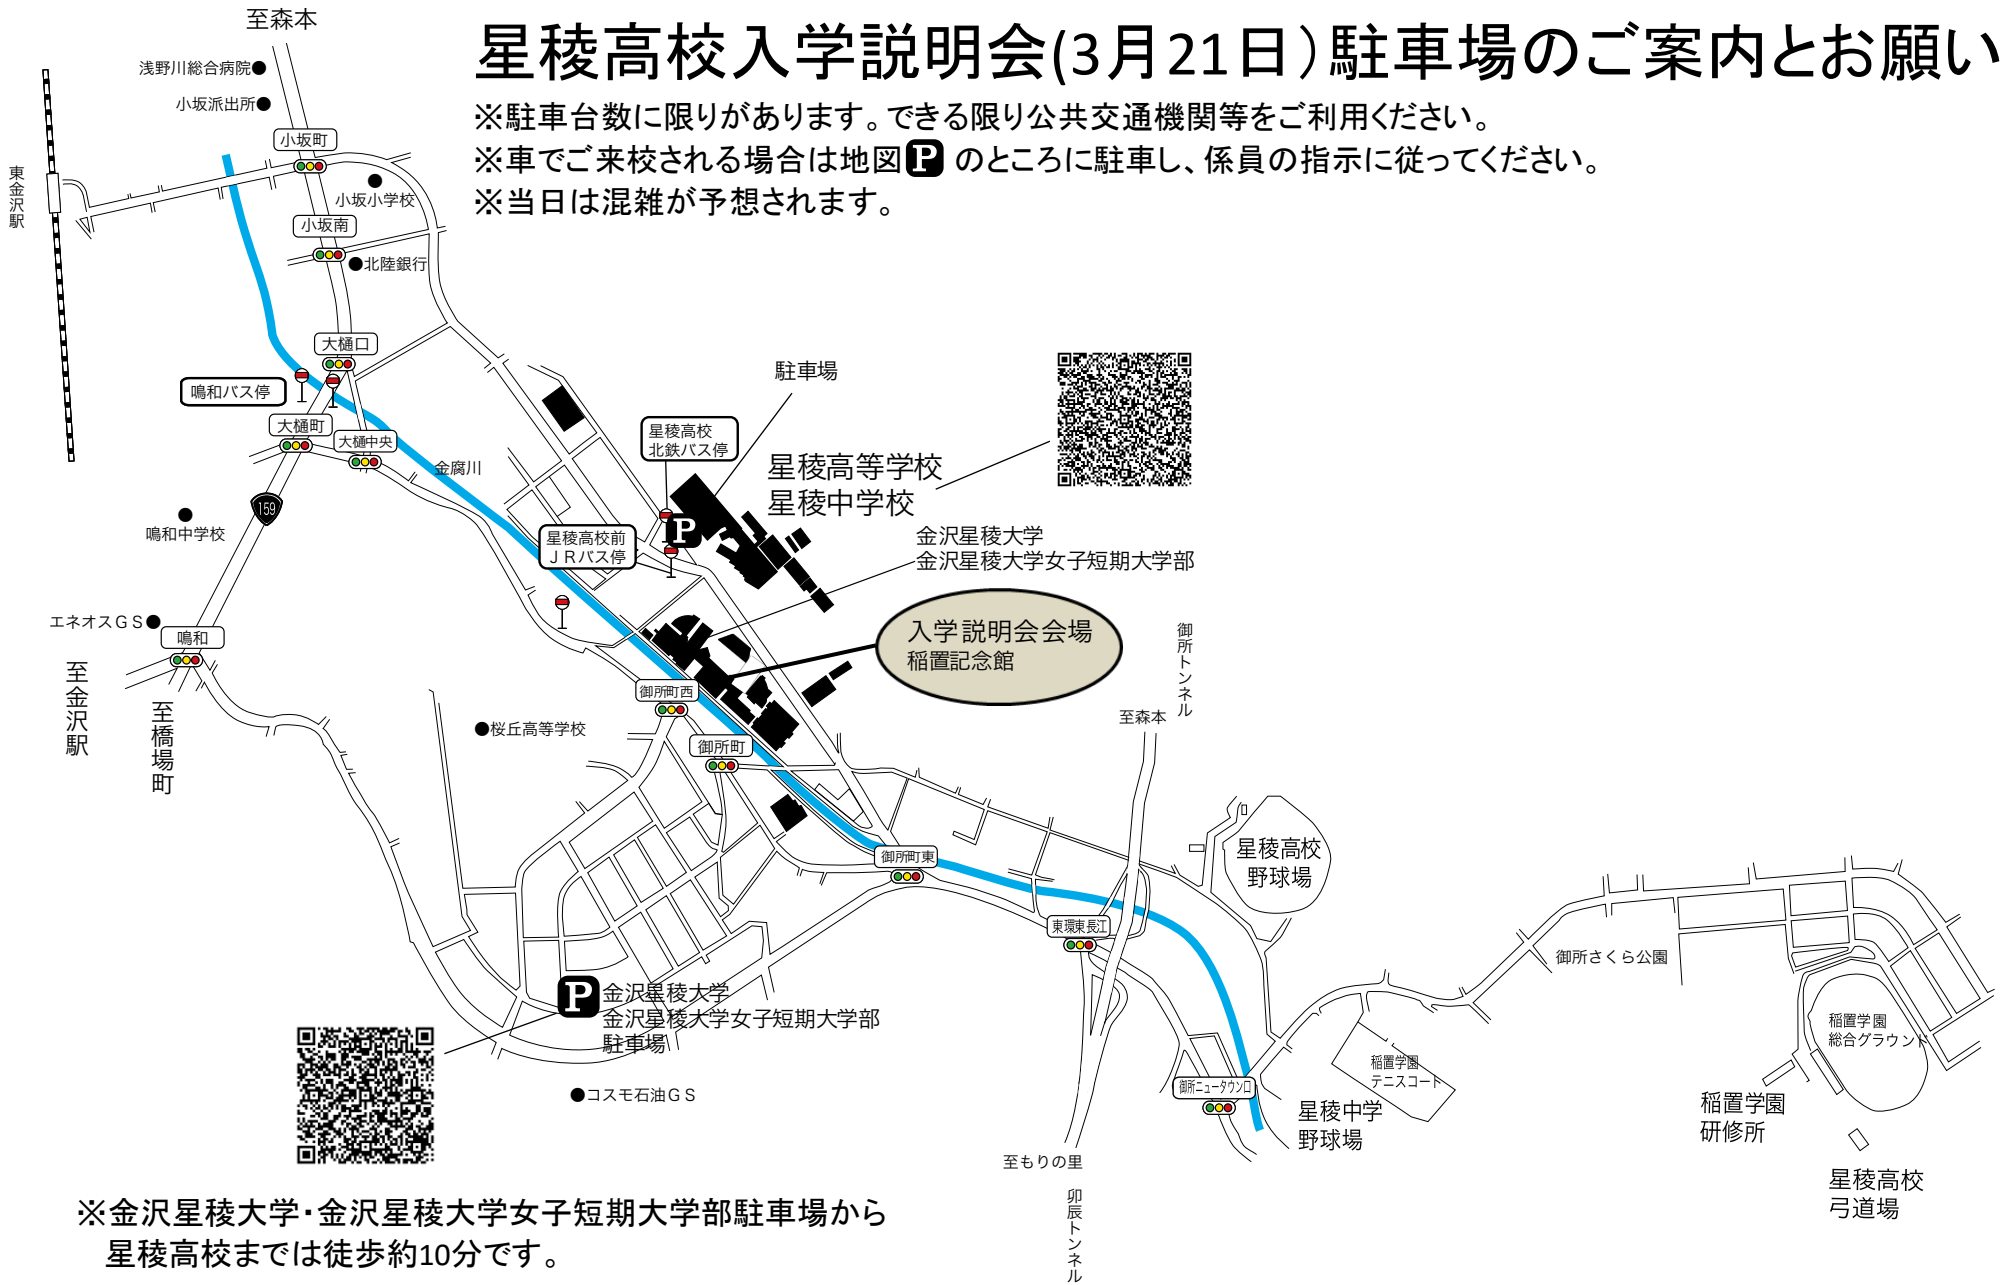 星稜高校入学説明会(3月21日)駐車場のご案内とお願い
※駐車台数に限りがあります。できる限り公共交通機関等をご利用ください。
※車でご来校される場合は地図P のところに駐車し、係員の指示に従ってください。
※当日は混雑が予想されます。
至森本
浅野川総合病院
小坂派出所
小坂町
東金沢駅
小坂小学校
小坂南
北陸銀行
大樋口
鳴和バス停
大樋町
大樋中央
金腐川
159
鳴和中学校
駐車場
星稜高校
北鉄バス停
星稜高等学校
星稜中学校
P
星稜高校前
JRバス停
金沢星稜大学
金沢星稜大学女子短期大学部
入学説明会会場
稲置記念館
エネオスGS
鳴和
至金沢駅
至橋場町
御所トンネル
至森本
御所町西
桜丘高等学校
御所町
御所町東
星稜高校
野球場
東環東長江
御所さくら公園
P
金沢星稜大学
金沢星稜大学女子短期大学部
駐車場
コスモ石油GS
稲置学園
総合グラウンド
稲置学園
テニスコート
御所ニュータウン口
星稜中学
野球場
稲置学園
研修所
至もりの里
卯辰トンネル
星稜高校
弓道場
※金沢星稜大学・金沢星稜大学女子短期大学部駐車場から
星稜高校までは徒歩約10分です。